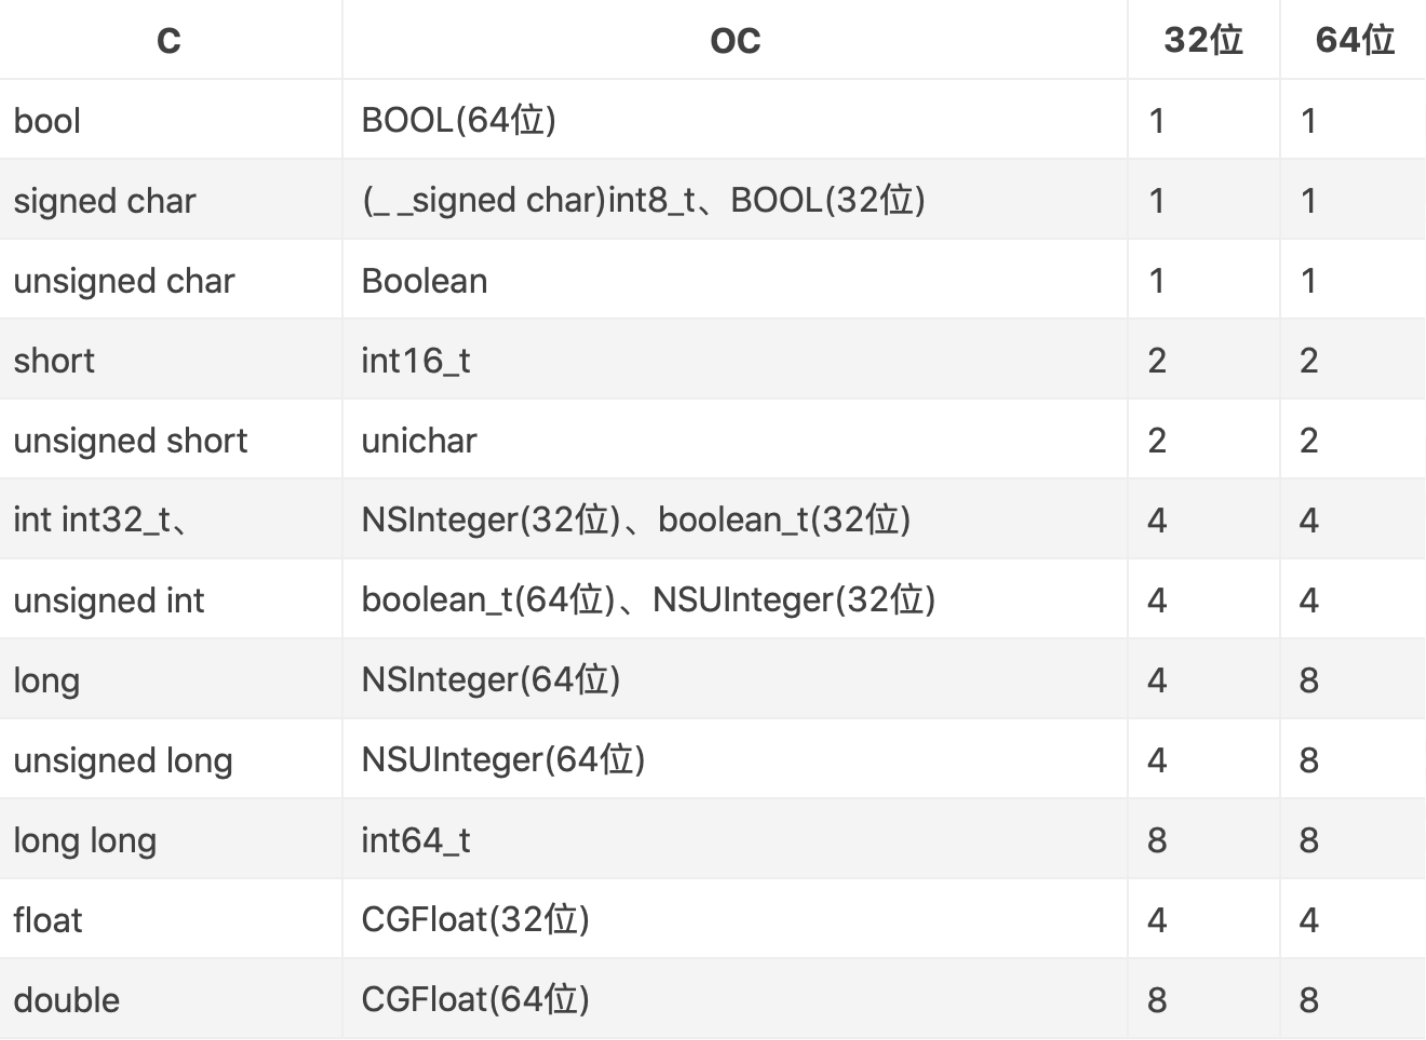 C OC 32位 64位
bool BOOL(64位) 1 1
signed char (_ _signed char)int8_t、BOOL(32位) 1 1
unsigned char Boolean 1 1
short int16_t 2 2
unsigned short unichar 2 2
int int32_t、 NSInteger(32位)、boolean_t(32位) 4 4
unsigned int boolean_t(64位)、NSUInteger(32位) 4 4
long NSInteger(64位) 4 8
unsigned long NSUInteger(64位) 4 8
long long int64_t 8 8
float CGFloat(32位) 4 4
double CGFloat(64位) 8 8